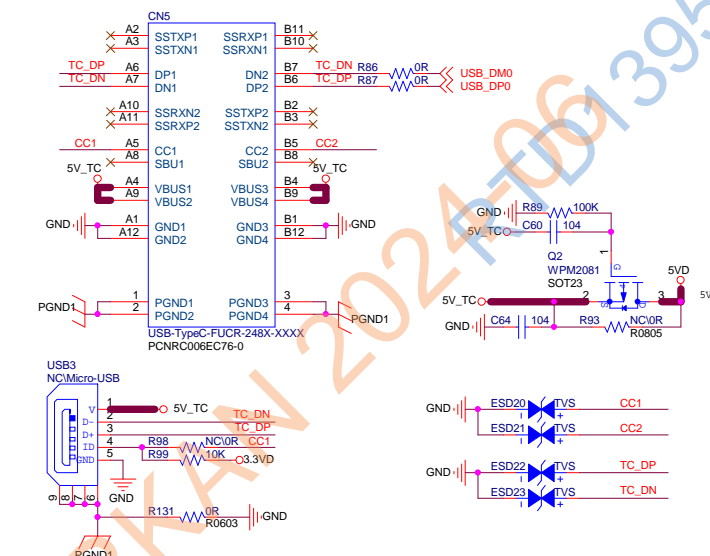 CN5
A2 SSTXP1 SSRXP1 B11
A3 SSTXN1 SSRXN1 B10
TC_DP A6 DP1 DN2 B7 TC_DN R86 0R USB_DM0
TC_DN A7 DN1 DP2 B6 TC_DP R87 0R USB_DP0
A10 SSRXN2 SSTXP2 B2
A11 SSRXP2 SSTXN2 B3
CC1 A5 CC1 CC2 B5 CC2
A8 SBU1 SBU2 B8
5V_TC 5V_TC
A4 VBUS1 VBUS3 B4
A9 VBUS2 VBUS4 B9
GND A1 GND1 GND3 B1 GND
A12 GND2 GND4 B12
PGND1 1 PGND1 PGND3 3
2 PGND2 PGND4 4 PGND1
USB-TypeC-FUCR-248X-XXXX
PCNRC006EC76-0
GND R89 100K
5V_TC C60 104
Q2
WPM2081
SOT23
1
G
5V_TC 2 S D 3 5VD
5V
GND C64 104 R93 NC\0R
R0805
USB3
NC\Micro-USB
V 1 5V_TC
D- 2 TC_DN
D+ 3 TC_DP
ID 4 R98 NC\0R CC1
GND 5 R99 10K 3.3VD
GND
9 8 7 6
R131 0R GND
R0603
PGND1
GND ESD20 TVS CC1
ESD21 TVS CC2
GND ESD22 TVS TC_DP
ESD23 TVS TC_DN
PKAN 2024-06
RTD1395